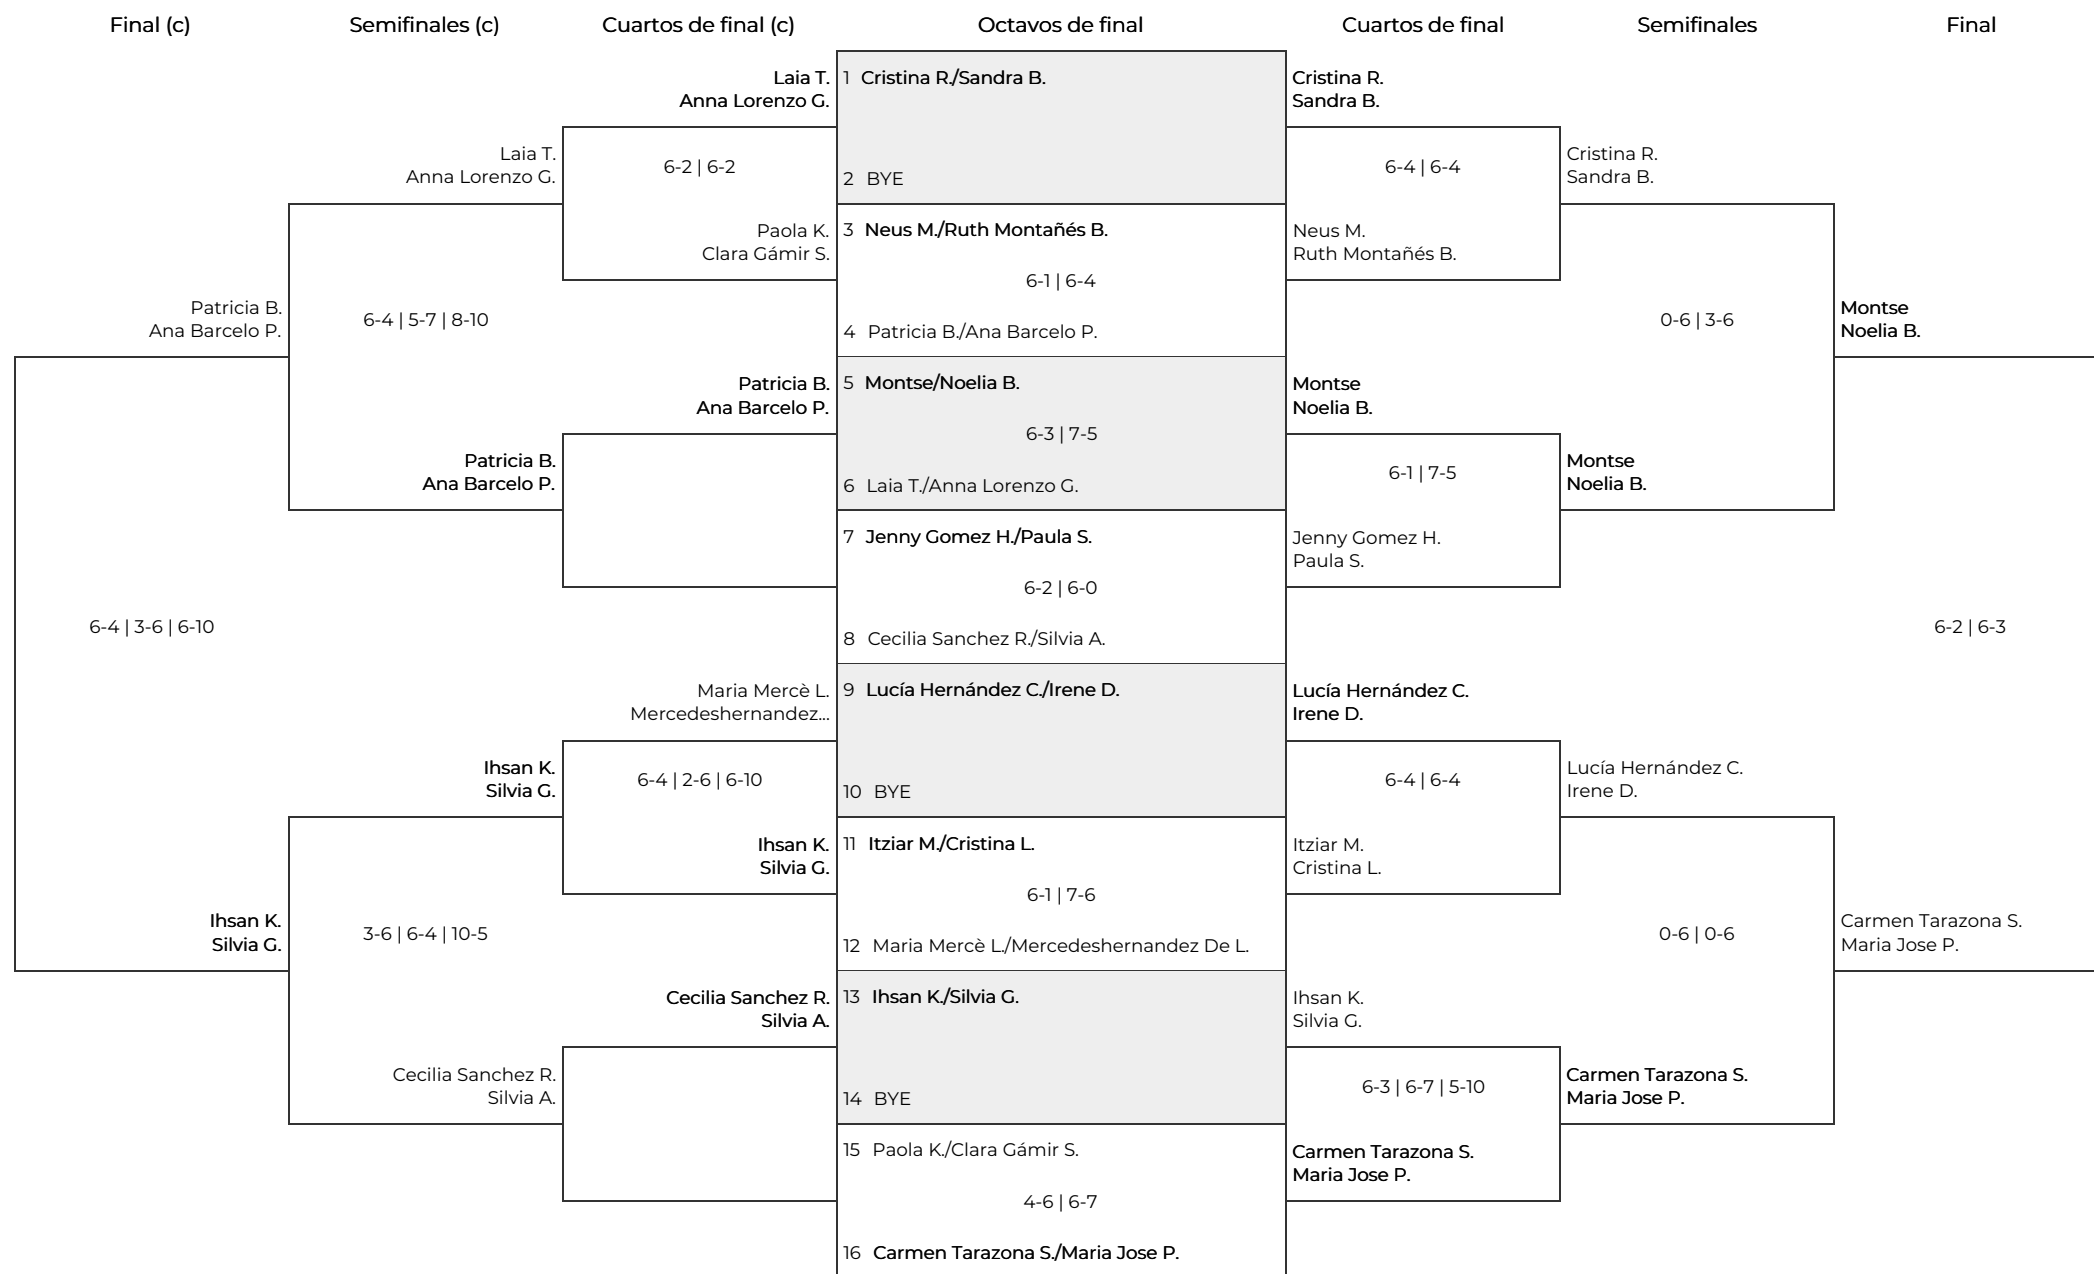 Final (c)
Semifinales (c)
Cuartos de final (c)
Octavos de final
Cuartos de final
Semifinales
Final
Laia T.
Anna Lorenzo G.
6-2 | 6-2
Paola K.
Clara Gámir S.
Laia T.
Anna Lorenzo G.
Patricia B.
Ana Barcelo P.
6-4 | 5-7 | 8-10
Patricia B.
Ana Barcelo P.
Patricia B.
Ana Barcelo P.
6-4 | 3-6 | 6-10
Maria Mercè L.
Mercedeshernandez...
Ihsan K.
Silvia G.
6-4 | 2-6 | 6-10
Ihsan K.
Silvia G.
Ihsan K.
Silvia G.
3-6 | 6-4 | 10-5
Cecilia Sanchez R.
Silvia A.
Cecilia Sanchez R.
Silvia A.
1 Cristina R./Sandra B.
2 BYE
3 Neus M./Ruth Montañés B.
6-1 | 6-4
4 Patricia B./Ana Barcelo P.
5 Montse/Noelia B.
6-3 | 7-5
6 Laia T./Anna Lorenzo G.
7 Jenny Gomez H./Paula S.
6-2 | 6-0
8 Cecilia Sanchez R./Silvia A.
9 Lucía Hernández C./Irene D.
10 BYE
11 Itziar M./Cristina L.
6-1 | 7-6
12 Maria Mercè L./Mercedeshernandez De L.
13 Ihsan K./Silvia G.
14 BYE
15 Paola K./Clara Gámir S.
4-6 | 6-7
16 Carmen Tarazona S./Maria Jose P.
Cristina R.
Sandra B.
6-4 | 6-4
Neus M.
Ruth Montañés B.
Montse
Noelia B.
6-1 | 7-5
Jenny Gomez H.
Paula S.
Lucía Hernández C.
Irene D.
6-4 | 6-4
Itziar M.
Cristina L.
Ihsan K.
Silvia G.
6-3 | 6-7 | 5-10
Carmen Tarazona S.
Maria Jose P.
Cristina R.
Sandra B.
0-6 | 3-6
Montse
Noelia B.
Lucía Hernández C.
Irene D.
0-6 | 0-6
Carmen Tarazona S.
Maria Jose P.
Montse
Noelia B.
6-2 | 6-3
Carmen Tarazona S.
Maria Jose P.